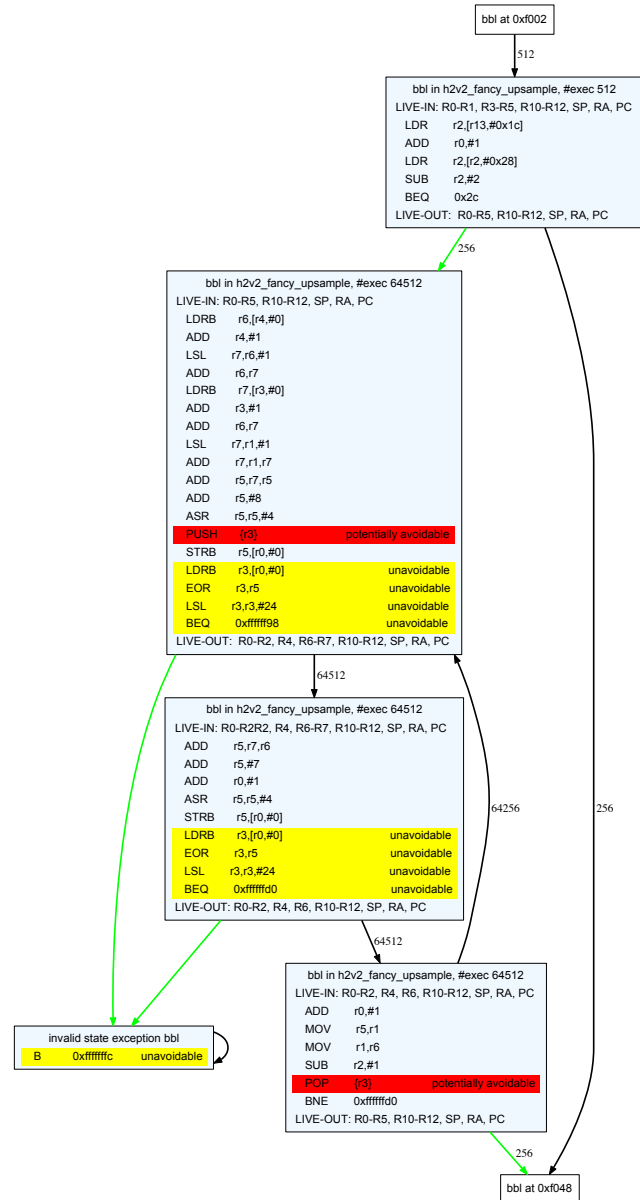 bbl at 0xf002
512
bbl in h2v2_fancy_upsample, #exec 512
LIVE-IN: R0-R1, R3-R5, R10-R12, SP, RA, PC
LDR r2,[r13,#0x1c]
ADD r0,#1
LDR r2,[r2,#0x28]
SUB r2,#2
BEQ 0x2c
LIVE-OUT: R0-R5, R10-R12, SP, RA, PC
256
bbl in h2v2_fancy_upsample, #exec 64512
LIVE-IN: R0-R5, R10-R12, SP, RA, PC
LDRB r6,[r4,#0]
ADD r4,#1
LSL r7,r6,#1
ADD r6,r7
LDRB r7,[r3,#0]
ADD r3,#1
ADD r6,r7
LSL r7,r1,#1
ADD r7,r1,r7
ADD r5,r7,r5
ADD r5,#8
ASR r5,r5,#4
PUSH {r3} potentially avoidable
STRB r5,[r0,#0]
LDRB r3,[r0,#0] unavoidable
EOR r3,r5 unavoidable
LSL r3,r3,#24 unavoidable
BEQ 0xffffff98 unavoidable
LIVE-OUT: R0-R2, R4, R6-R7, R10-R12, SP, RA, PC
64512
bbl in h2v2_fancy_upsample, #exec 64512
LIVE-IN: R0-R2R2, R4, R6-R7, R10-R12, SP, RA, PC
ADD r5,r7,r6
ADD r5,#7
ADD r0,#1
ASR r5,r5,#4
STRB r5,[r0,#0]
LDRB r3,[r0,#0] unavoidable
EOR r3,r5 unavoidable
LSL r3,r3,#24 unavoidable
BEQ 0xffffffd0 unavoidable
LIVE-OUT: R0-R2, R4, R6, R10-R12, SP, RA, PC
64256
256
64512
bbl in h2v2_fancy_upsample, #exec 64512
LIVE-IN: R0-R2, R4, R6, R10-R12, SP, RA, PC
ADD r0,#1
MOV r5,r1
MOV r1,r6
SUB r2,#1
POP {r3} potentially avoidable
BNE 0xffffffd0
LIVE-OUT: R0-R5, R10-R12, SP, RA, PC
invalid state exception bbl
B 0xfffffffc unavoidable
256
bbl at 0xf048